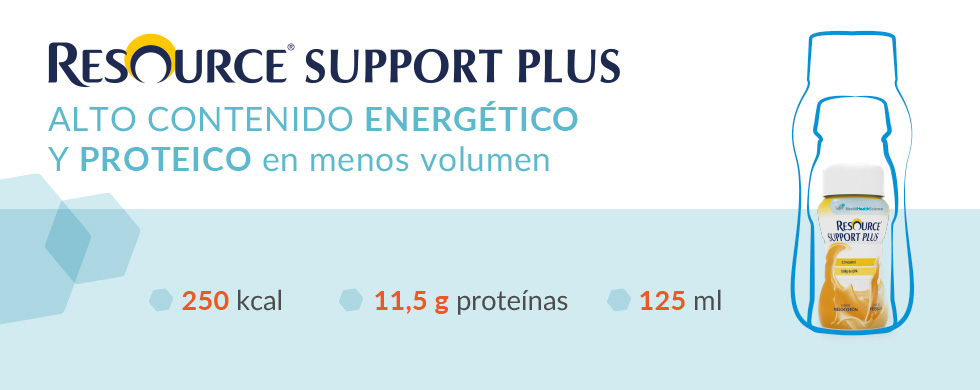 RESOURCE® SUPPORT PLUS
ALTO CONTENIDO ENERGÉTICO
Y PROTEICO en menos volumen
250 kcal
11,5 g proteínas
125 ml
NestléHealthScience
RESOURCE
SUPPORT PLUS